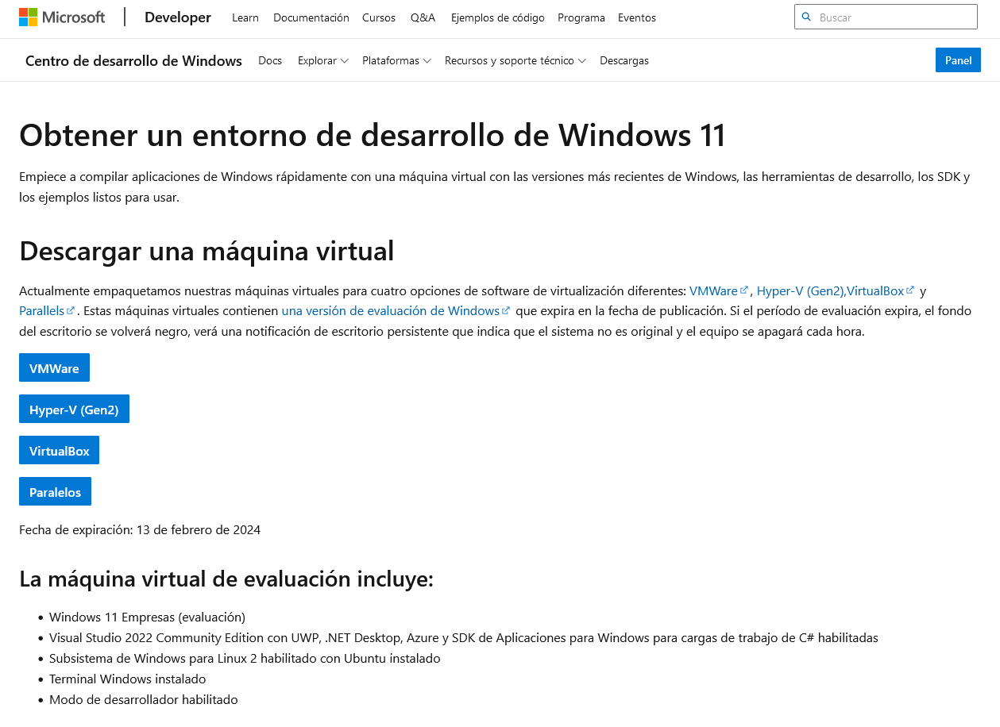 Microsoft Developer Learn Documentación Cursos Q&A Ejemplos de código Programa Eventos Buscar
Centro de desarrollo de Windows Docs Explorar Plataformas Recursos y soporte técnico Descargas Panel
Obtener un entorno de desarrollo de Windows 11
Empiece a compilar aplicaciones de Windows rápidamente con una máquina virtual con las versiones más recientes de Windows, las herramientas de desarrollo, los SDK y
los ejemplos listos para usar.
Descargar una máquina virtual
Actualmente empaquetamos nuestras máquinas virtuales para cuatro opciones de software de virtualización diferentes: VMWare , Hyper-V (Gen2),VirtualBox y
Parallels . Estas máquinas virtuales contienen una versión de evaluación de Windows que expira en la fecha de publicación. Si el período de evaluación expira, el fondo
del escritorio se volverá negro, verá una notificación de escritorio persistente que indica que el sistema no es original y el equipo se apagará cada hora.
VMWare
Hyper-V (Gen2)
VirtualBox
Paralelos
Fecha de expiración: 13 de febrero de 2024
La máquina virtual de evaluación incluye:
• Windows 11 Empresas (evaluación)
• Visual Studio 2022 Community Edition con UWP, .NET Desktop, Azure y SDK de Aplicaciones para Windows para cargas de trabajo de C# habilitadas
• Subsistema de Windows para Linux 2 habilitado con Ubuntu instalado
• Terminal Windows instalado
• Modo de desarrollador habilitado